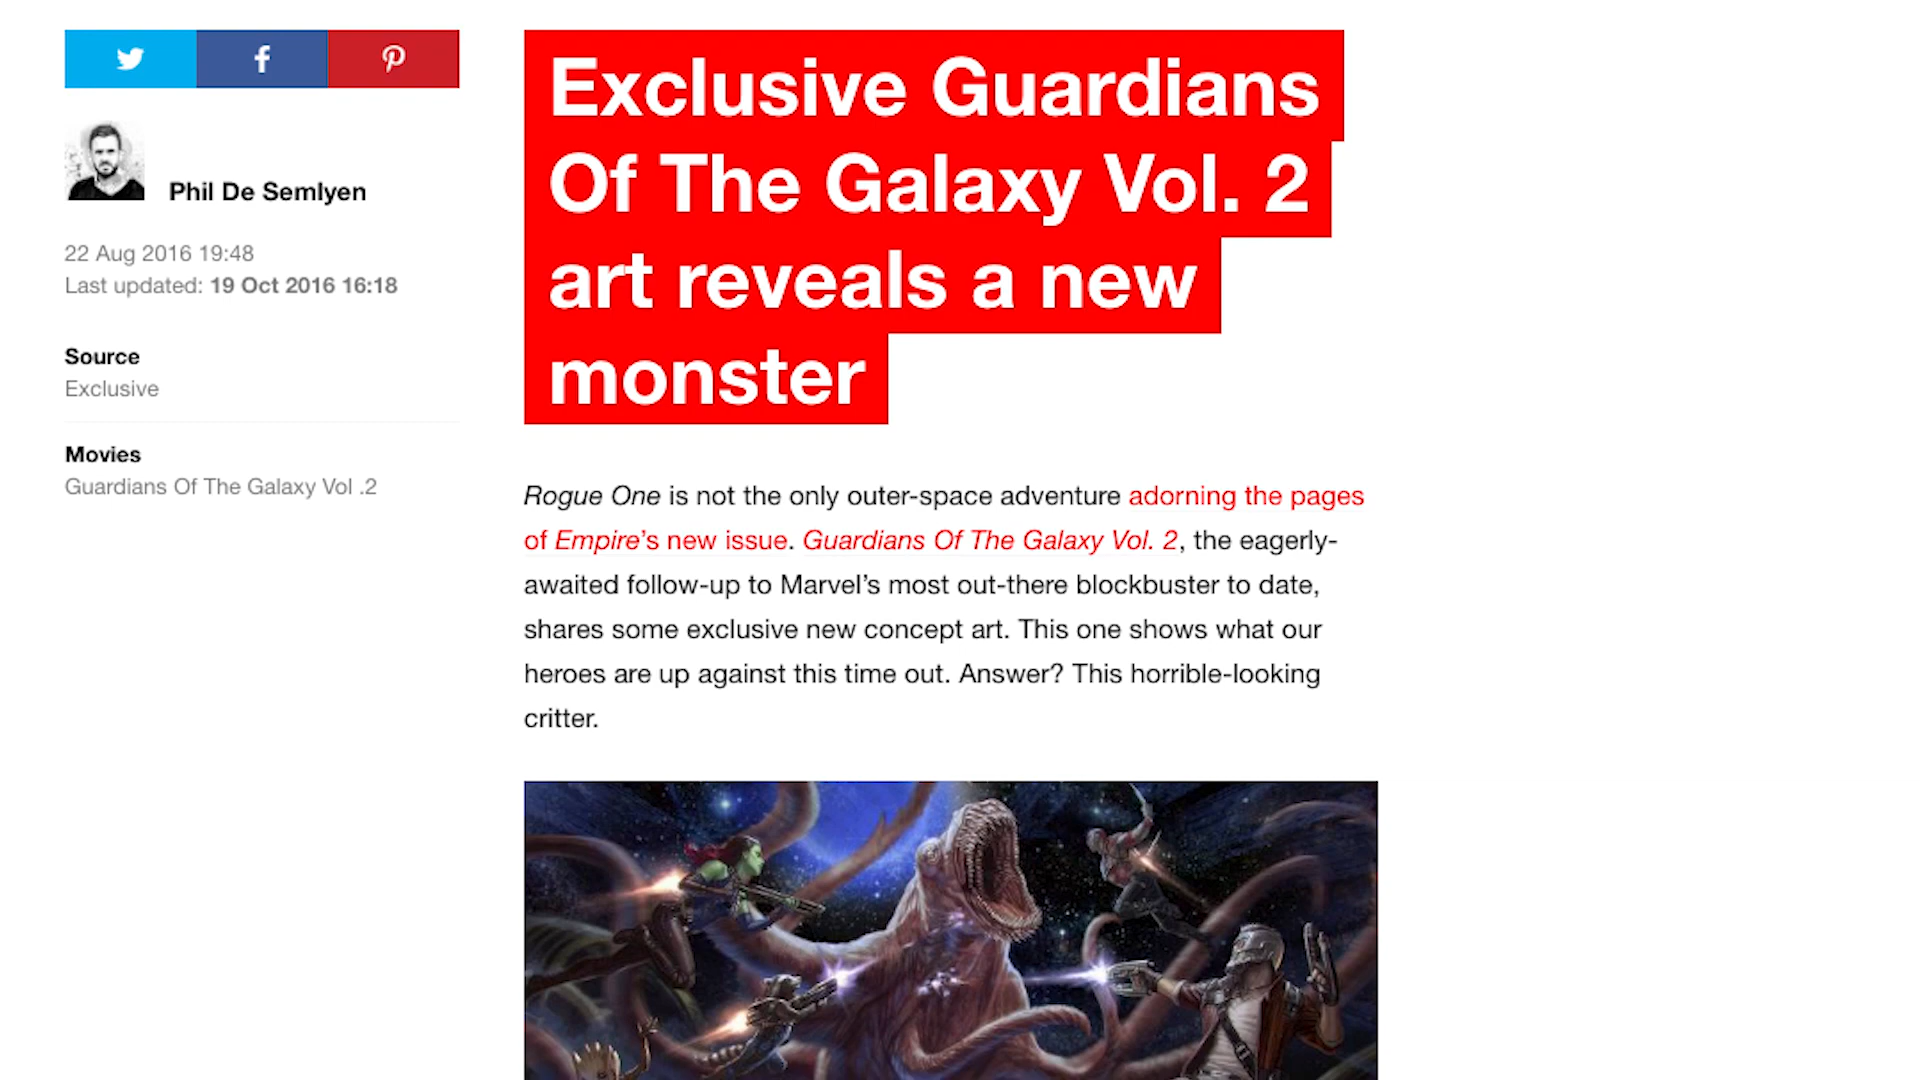 Phil De Semlyen
22 Aug 2016 19:48
Last updated: 19 Oct 2016 16:18
Source
Exclusive
Movies
Guardians Of The Galaxy Vol .2
Exclusive Guardians
Of The Galaxy Vol. 2
art reveals a new
monster
Rogue One is not the only outer-space adventure adorning the pages
of Empire’s new issue. Guardians Of The Galaxy Vol. 2, the eagerly-
awaited follow-up to Marvel’s most out-there blockbuster to date,
shares some exclusive new concept art. This one shows what our
heroes are up against this time out. Answer? This horrible-looking
critter.